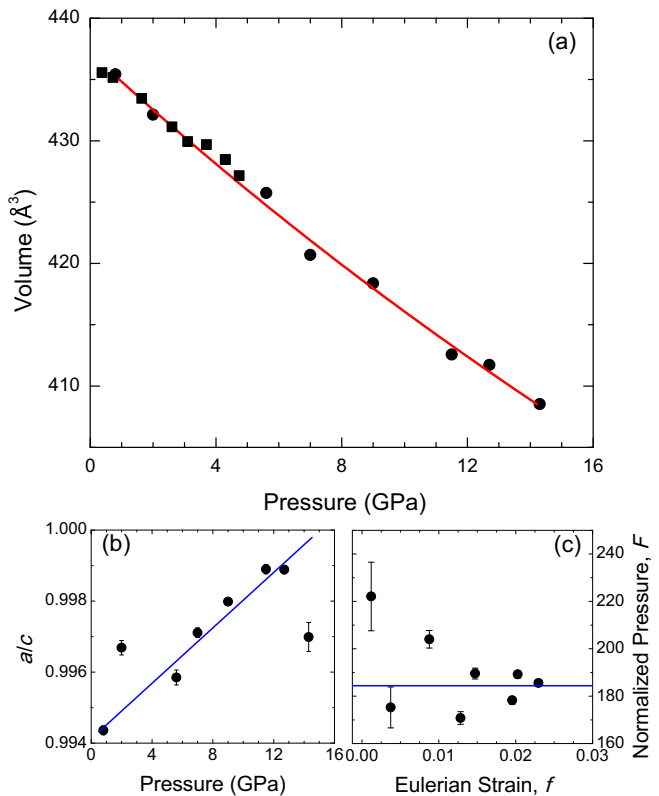 (a)
440
430
420
410
Volume (Å³)
0 4 8 12 16
Pressure (GPa)
(b)
1.000
0.998
0.996
0.994
a/c
0 4 8 12 16
Pressure (GPa)
(c)
250
220
200
180
160
Normalized Pressure, F
0.00 0.01 0.02 0.03
Eulerian Strain, f